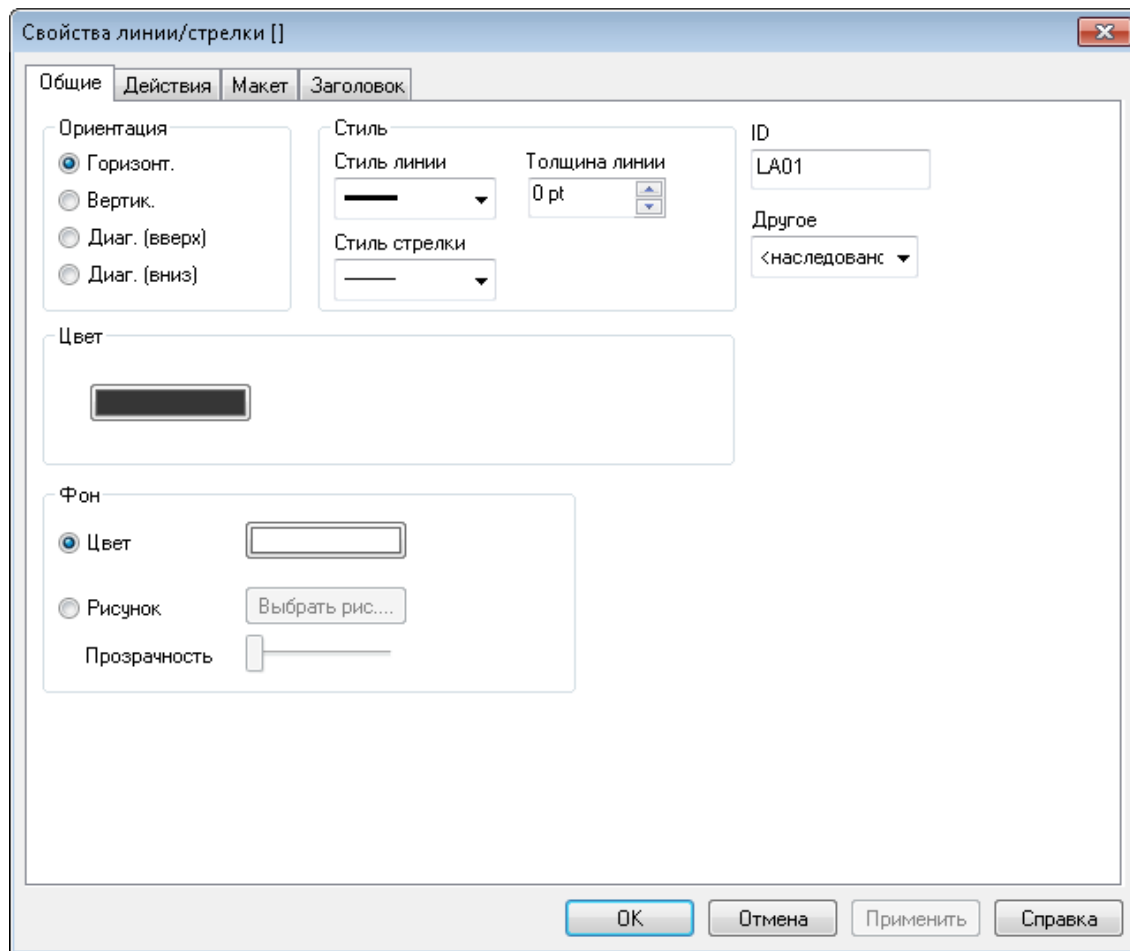 Свойства линии/стрелки []
Общие Действия Макет Заголовок
Ориентация
Горизонт.
Вертик.
Диаг. (вверх)
Диаг. (вниз)
Стиль
Стиль линии
Толщина линии
0 pt
Стиль стрелки
ID
LA01
Другое
<наследованс
Цвет
Фон
Цвет
Рисунок
Выбрать рис....
Прозрачность
OK Отмена Применить Справка